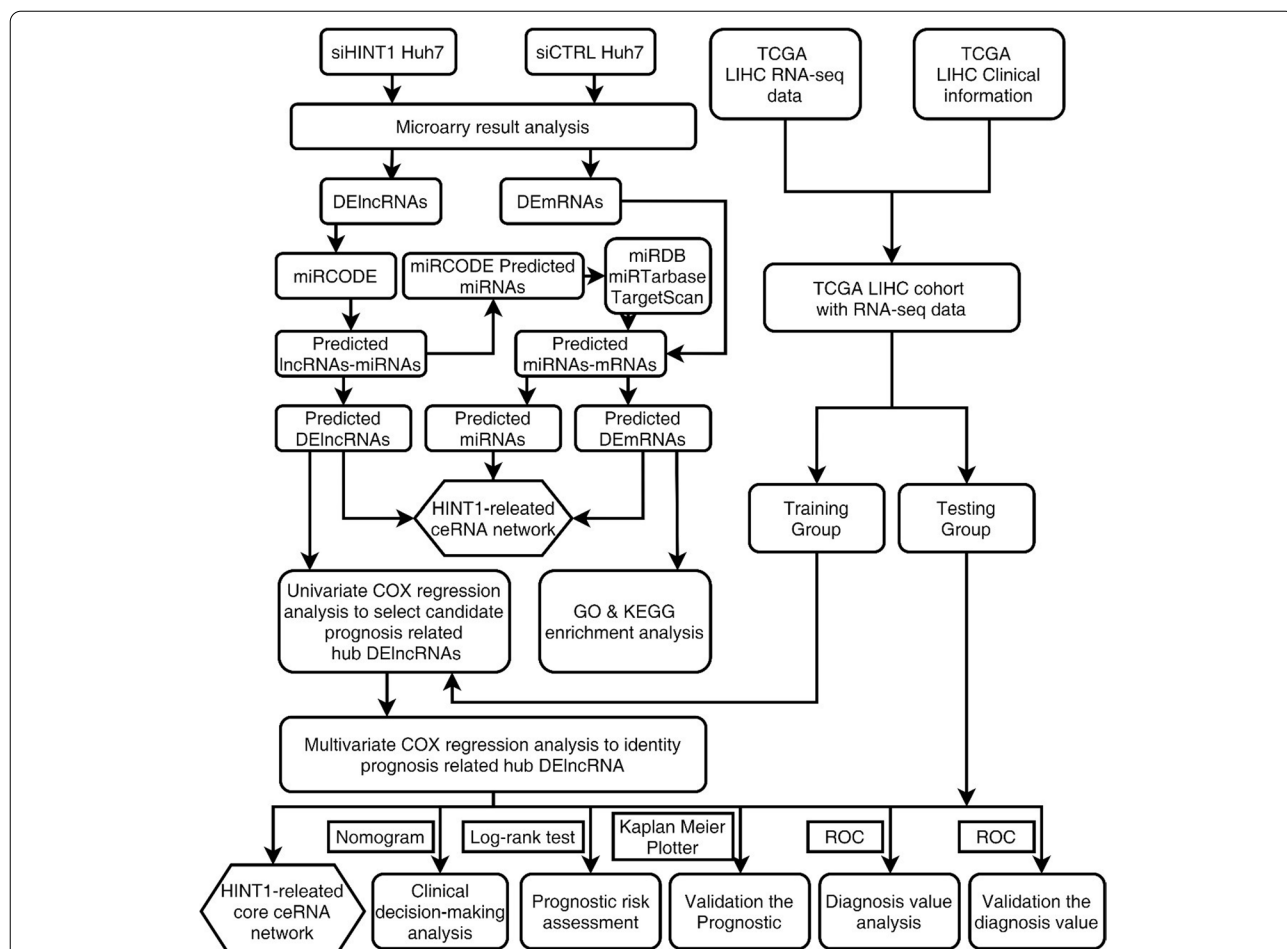 siHINT1 Huh7
siCTRL Huh7
TCGA
LIHC RNA-seq
data
TCGA
LIHC Clinical
information
Microarry result analysis
DElncRNAs
DEmRNAs
miRCODE
miRCODE Predicted
miRNAs
miRDB
miRTarbase
TargetScan
TCGA LIHC cohort
with RNA-seq data
Predicted
lncRNAs-miRNAs
Predicted
miRNAs-mRNAs
Predicted
DElncRNAs
Predicted
miRNAs
Predicted
DEmRNAs
HINT1-releated
ceRNA network
Training
Group
Testing
Group
Univariate COX regression
analysis to select candidate
prognosis related
hub DElncRNAs
GO & KEGG
enrichment analysis
Multivariate COX regression analysis to identity
prognosis related hub DElncRNA
Nomogram
Log-rank test
Kaplan Meier
Plotter
ROC
ROC
HINT1-releated
core ceRNA
network
Clinical
decision-making
analysis
Prognostic risk
assessment
Validation the
Prognostic
Diagnosis value
analysis
Validation the
diagnosis value